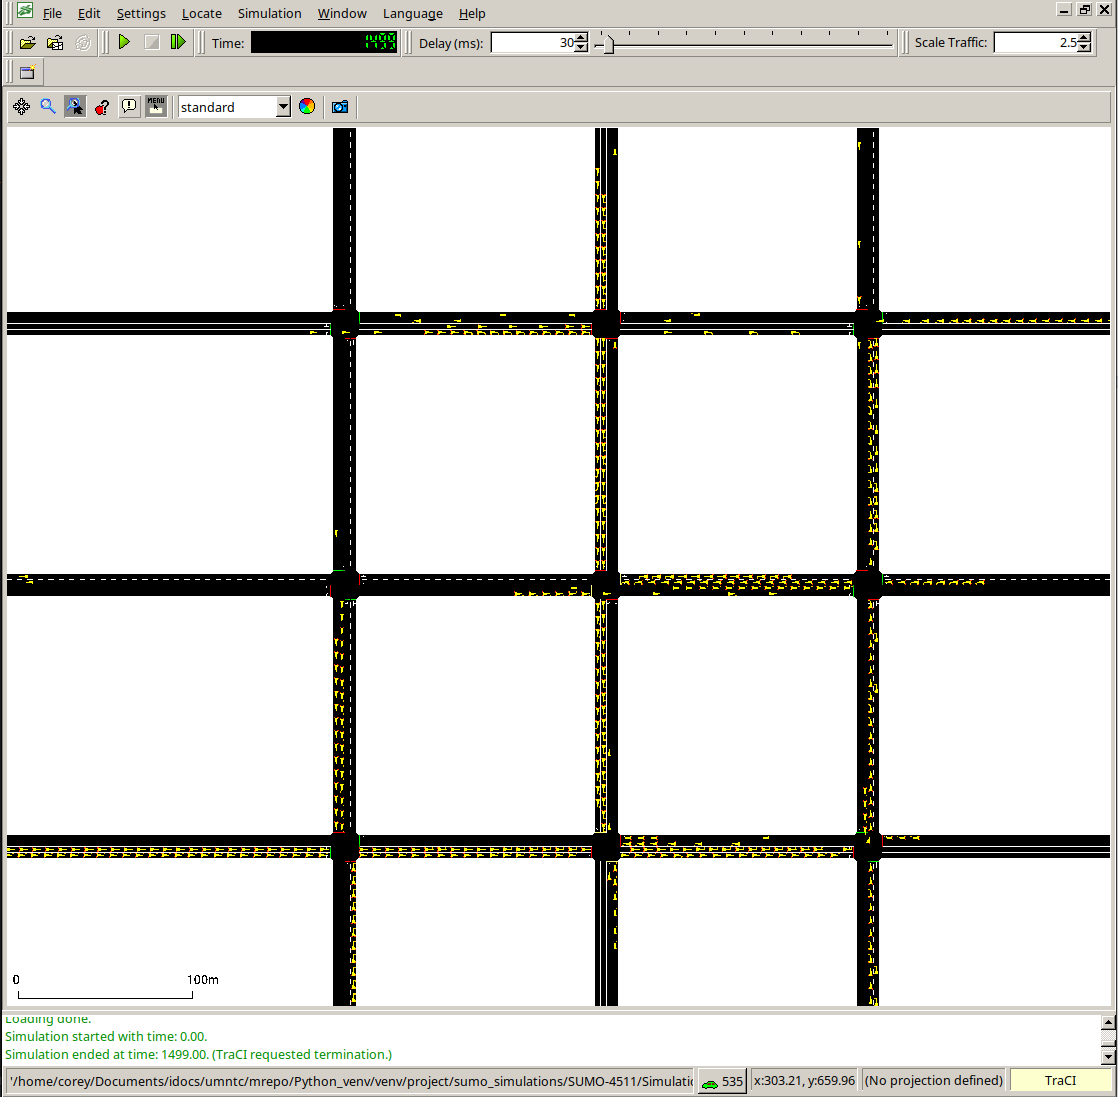 File Edit Settings Locate Simulation Window Language Help
Time: 1499 Delay (ms): 30 Scale Traffic: 2.5
MENU standard
0 100m
Loading done.
Simulation started with time: 0.00.
Simulation ended at time: 1499.00. (TraCI requested termination.)
'/home/corey/Documents/idocs/umntc/mrepo/Python_venv/venv/project/sumo_simulations/SUMO-4511/Simulatio 535 x:303.21, y:659.96 (No projection defined) TraCI